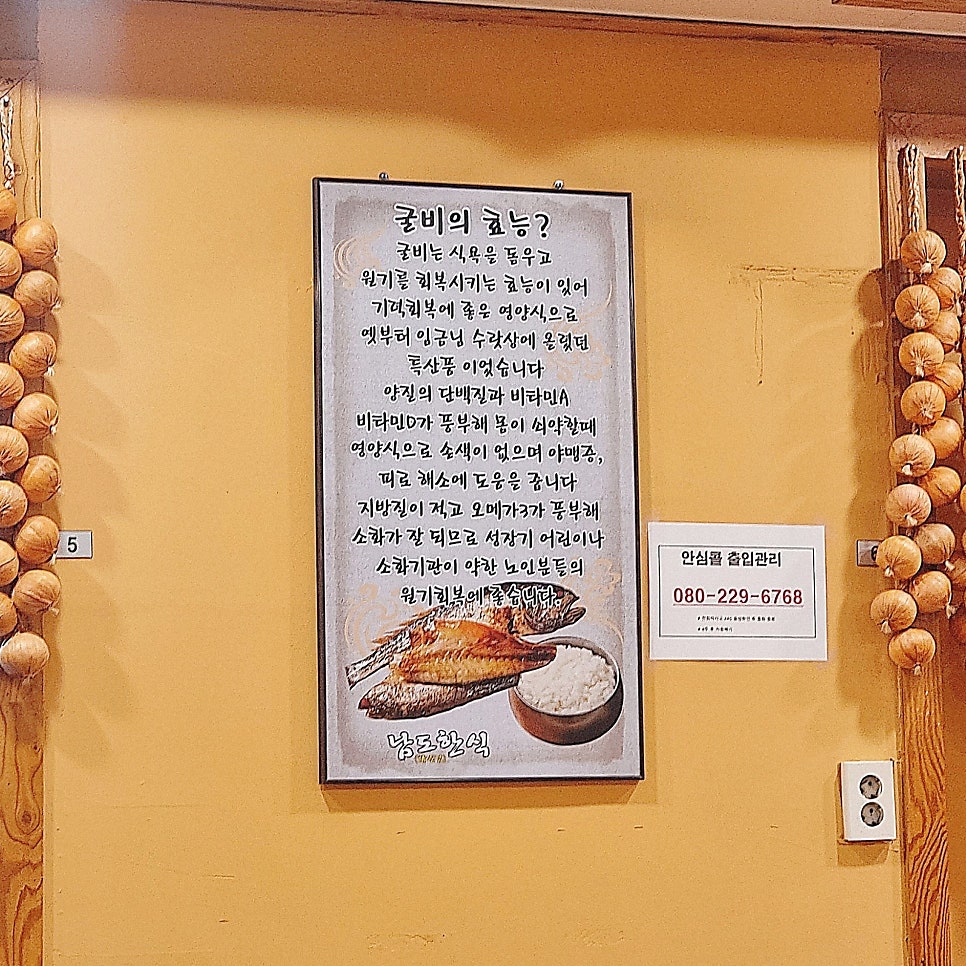 굴비의 효능?
굴비는 식욕을 돋우고
원기를 회복시키는 효능이 있어
기력회복에 좋은 영양식으로
옛부터 임금님 수랏상에 올렸던
특산품 이었습니다
양질의 단백질과 비타민A
비타민D가 풍부해 몸이 쇠약할때
영양식으로 손색이 없으며 야맹증,
피로 해소에 도움을 줍니다
지방질이 적고 오메가3가 풍부해
소화가 잘 되므로 성장기 어린이나
소화기관이 약한 노인분들의
원기회복에 좋습니다.
남도한식
5
6
안심콜 출입관리
080-229-6768